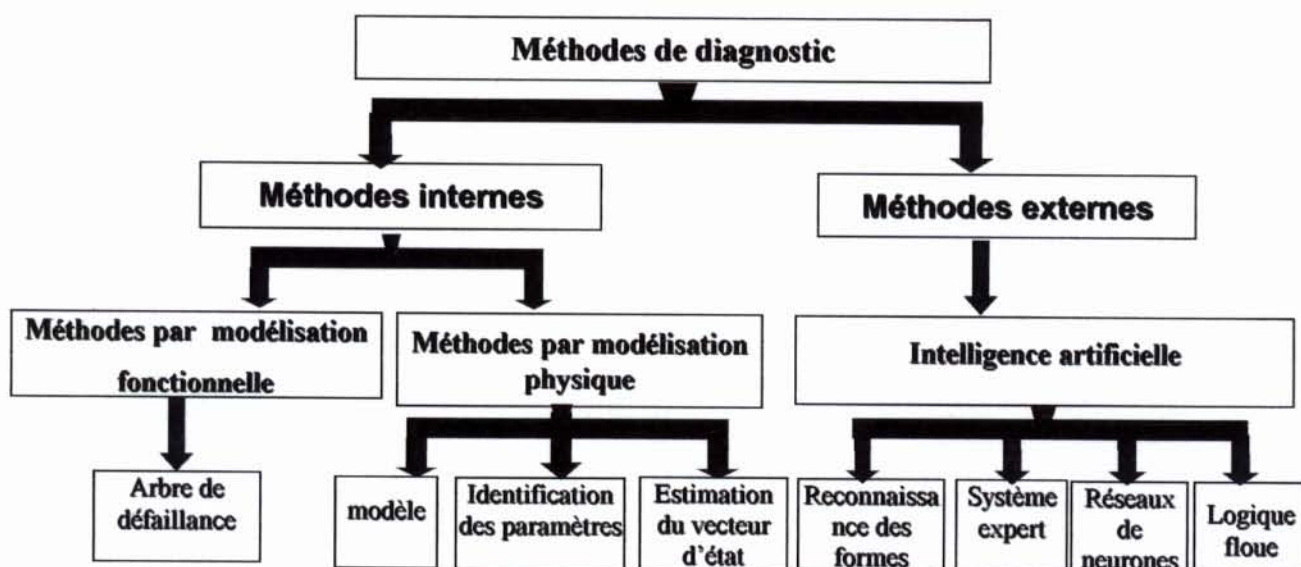 Méthodes de diagnostic
Méthodes internes
Méthodes externes
Méthodes par modélisation
fonctionnelle
Méthodes par modélisation
physique
Intelligence artificielle
Arbre de
défaillance
modèle
Identification
des paramètres
Estimation
du vecteur
d'état
Reconnaissa
nce des
formes
Système
expert
Réseaux
de
neurones
Logique
floue